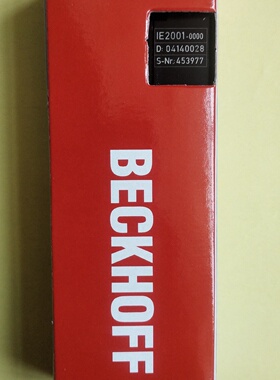 IE2001-0000
D: 04140028
S-Nr. 453977
BECKHOFF